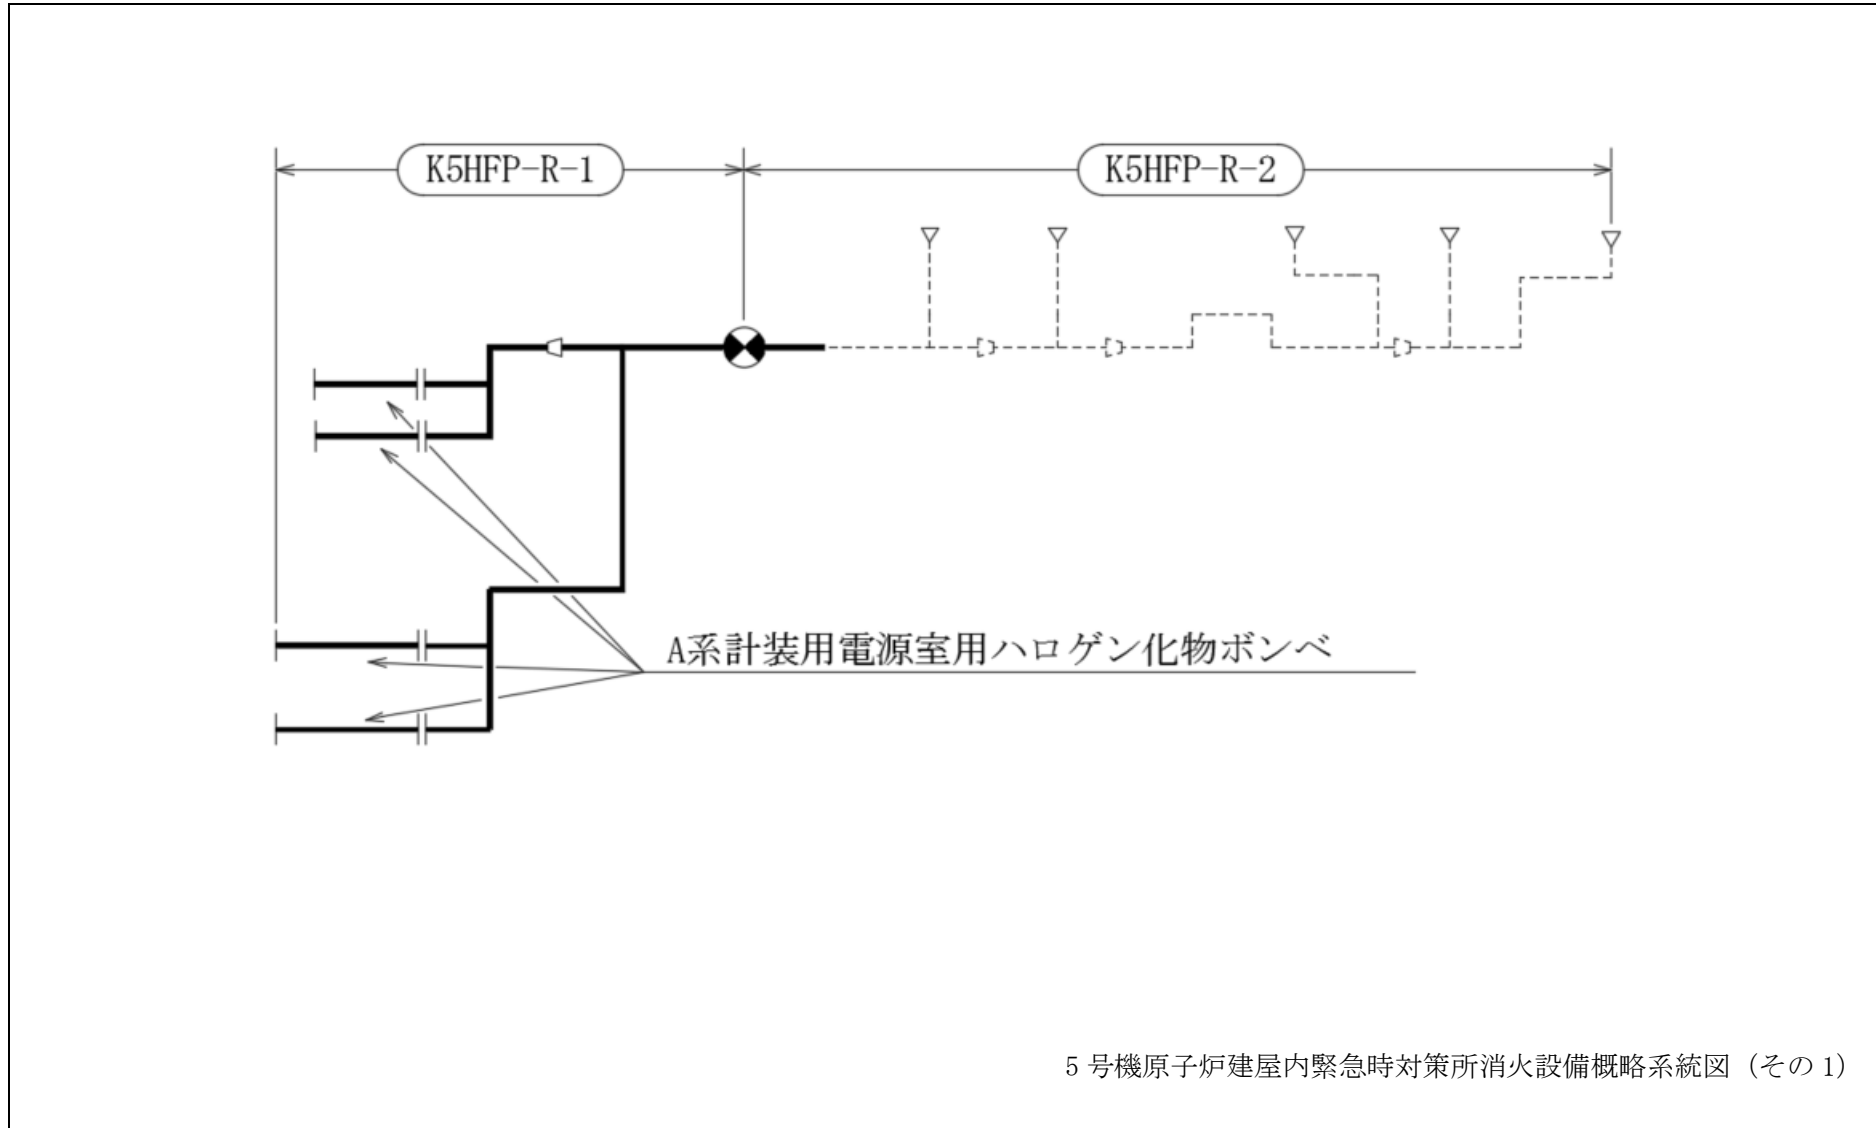 K5HFP-R-1
K5HFP-R-2
A系計装用電源室用ハロゲン化物ボンベ
5号機原子炉建屋内緊急時対策所消火設備概略系統図（その1）